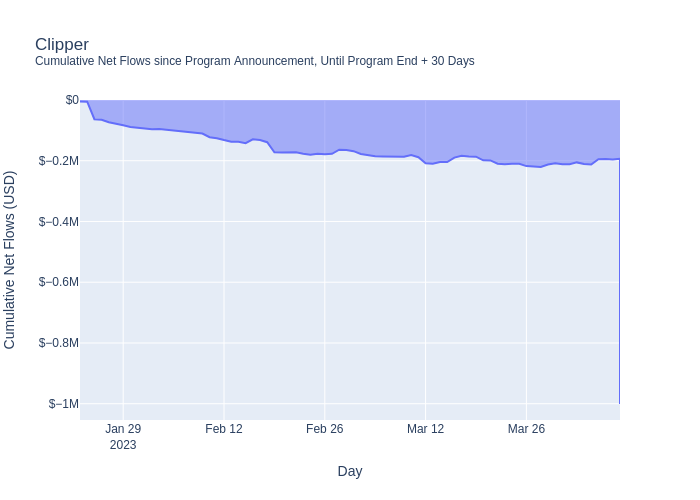 Clipper
Cumulative Net Flows since Program Announcement, Until Program End + 30 Days
Cumulative Net Flows (USD)
$0
$−0.2M
$−0.4M
$−0.6M
$−0.8M
$−1M
Jan 29
2023
Feb 12
Feb 26
Mar 12
Mar 26
Day